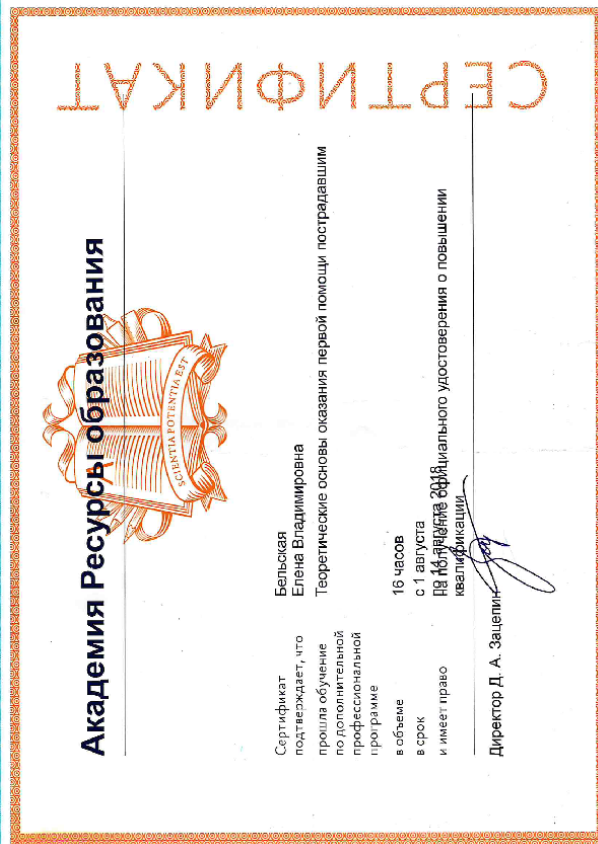 СЕРТИФИКАТ
Академия Ресурсы образования
SCIENTIA POTENTIA EST
Сертификат
подтверждает, что
Бельская
Елена Владимировна
прошла обучение
по дополнительной
профессиональной
программе
Теоретические основы оказания первой помощи пострадавшим
в объеме
16 часов
в срок
с 1 августа
по 14 августа 2018
и имеет право
на получение официального удостоверения о повышении
квалификации
Директор Д. А. Зацепин